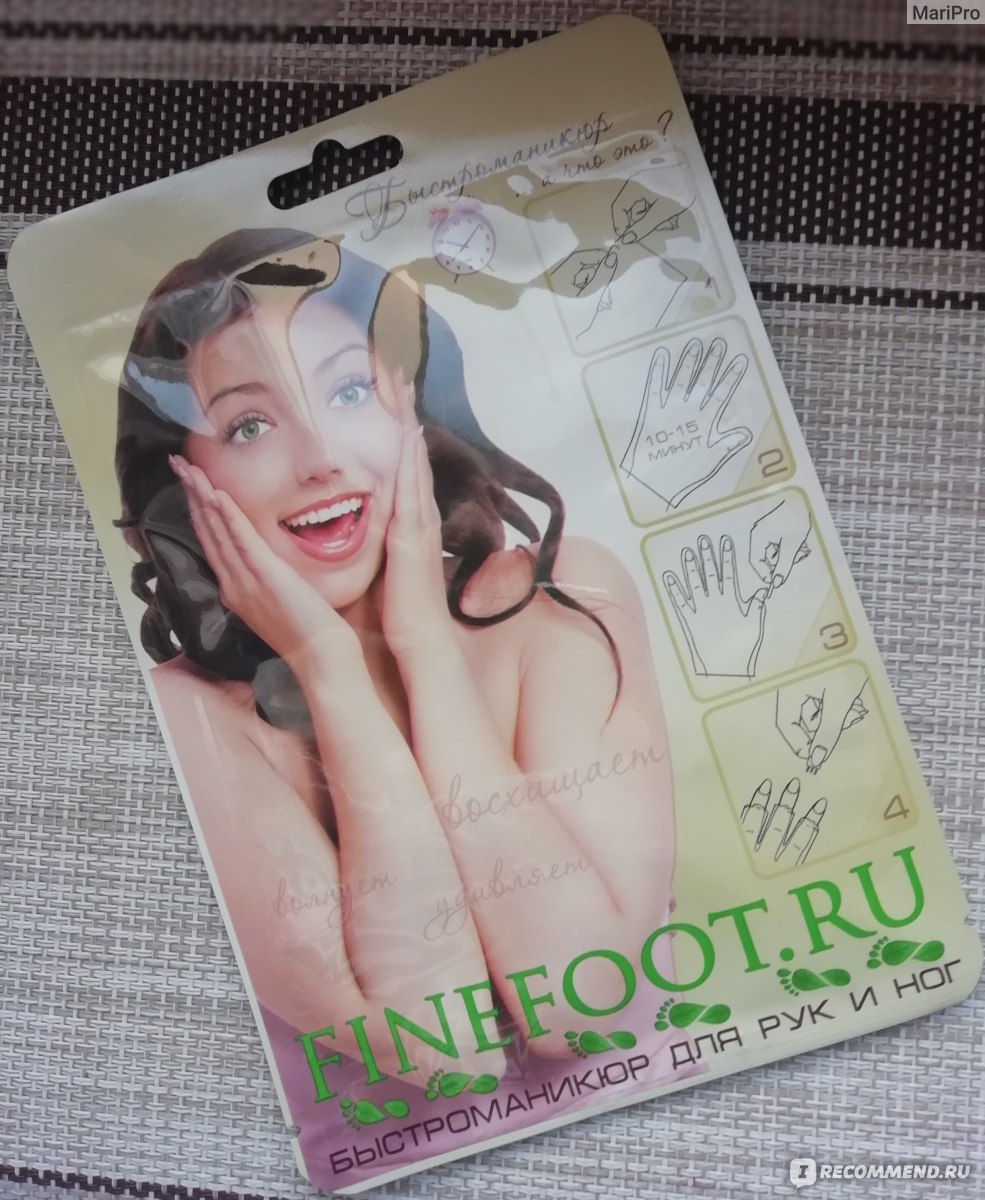 MariPro
Быстроманикюр
... и что это?
1
10-15
МИНУТ
2
3
4
восхищает
волнует
удивляет
FINEFOOT.RU
БЫСТРОМАНИКЮР ДЛЯ РУК И НОГ
I RECOMMEND.RU